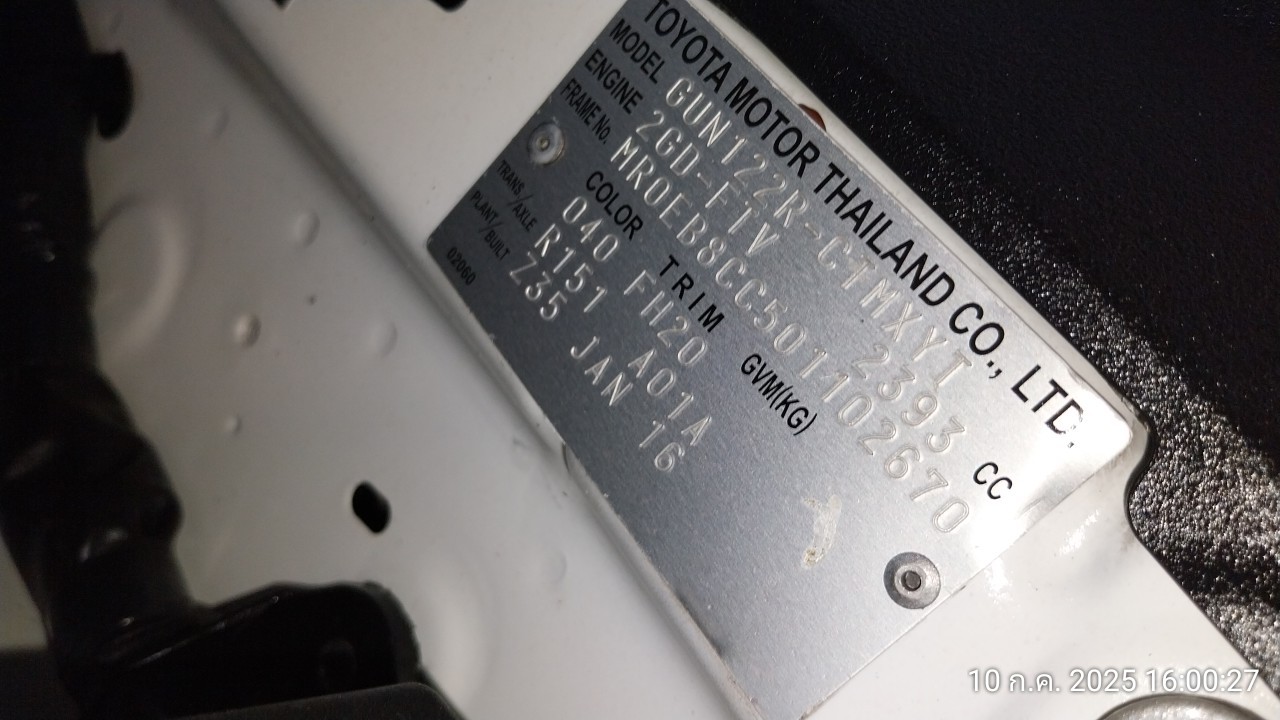 TOYOTA MOTOR THAILAND CO., LTD.
MODEL GUN122R-CTMXYT
ENGINE 2GD-FTV 2393 CC
FRAME No. MR0EB8CC501102670
COLOR TRIM GVM(KG)
040 FH20
TRANS/AXLE R151 A01A
PLANT/BUILT Z35 JAN 16
02060
10 ก.ค. 2025 16:00:27